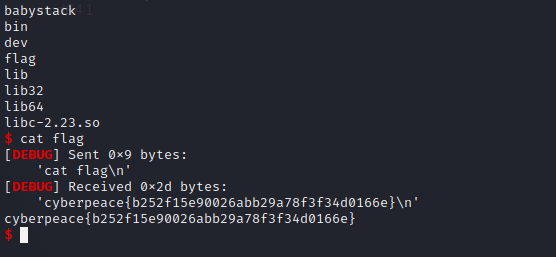 babystack
bin
dev
flag
lib
lib32
lib64
libc-2.23.so
$ cat flag
[DEBUG] Sent 0×9 bytes:
    'cat flag\n'
[DEBUG] Received 0×2d bytes:
    'cyberpeace{b252f15e90026abb29a78f3f34d0166e}\n'
cyberpeace{b252f15e90026abb29a78f3f34d0166e}
$